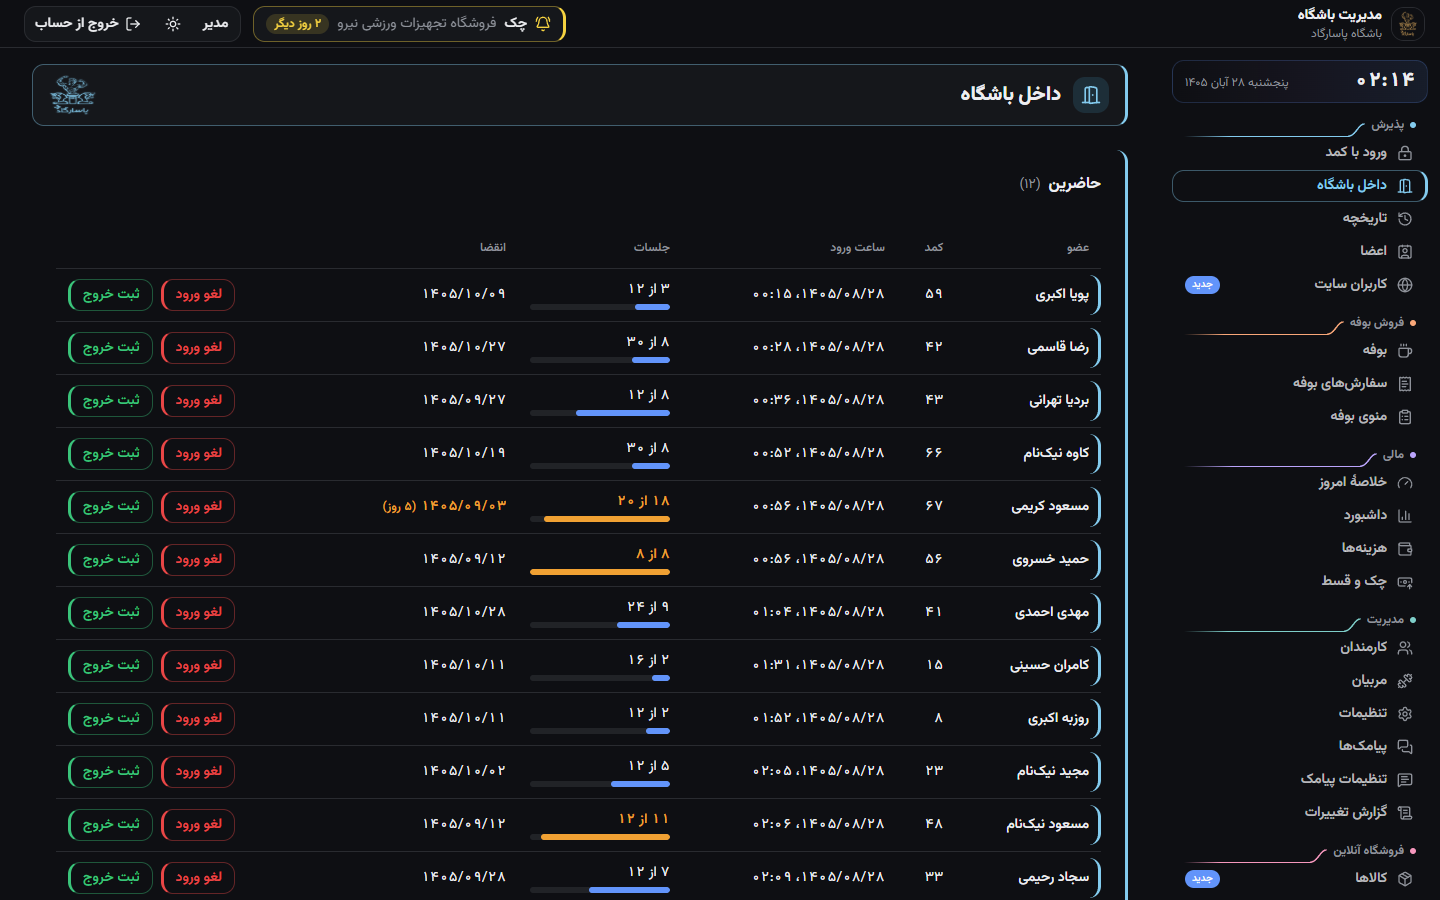 مدیریت باشگاه
باشگاه پاسارگاد
چک فروشگاه تجهیزات ورزشی نیرو ۲ روز دیگر
مدیر
خروج از حساب
۰۲:۱۴
پنجشنبه ۲۸ آبان ۱۴۰۵
پذیرش
ورود با کمد
داخل باشگاه
تاریخچه
اعضا
کاربران سایت جدید
فروش بوفه
بوفه
سفارش‌های بوفه
منوی بوفه
مالی
خلاصهٔ امروز
داشبورد
هزینه‌ها
چک و قسط
مدیریت
کارمندان
مربیان
تنظیمات
پیامک‌ها
تنظیمات پیامک
گزارش تغییرات
فروشگاه آنلاین
کالاها جدید
داخل باشگاه
پاسارگاد
حاضرین (۱۲)
عضو کمد ساعت ورود جلسات انقضا
پویا اکبری ۵۹ ۱۴۰۵/۰۸/۲۸، ۰۰:۱۵ ۳ از ۱۲ ۱۴۰۵/۱۰/۰۹ لغو ورود ثبت خروج
رضا قاسمی ۴۲ ۱۴۰۵/۰۸/۲۸، ۰۰:۲۸ ۸ از ۳۰ ۱۴۰۵/۱۰/۲۷ لغو ورود ثبت خروج
بردیا تهرانی ۴۳ ۱۴۰۵/۰۸/۲۸، ۰۰:۳۶ ۸ از ۱۲ ۱۴۰۵/۰۹/۲۷ لغو ورود ثبت خروج
کاوه نیک‌نام ۶۶ ۱۴۰۵/۰۸/۲۸، ۰۰:۵۲ ۸ از ۳۰ ۱۴۰۵/۱۰/۱۹ لغو ورود ثبت خروج
مسعود کریمی ۶۷ ۱۴۰۵/۰۸/۲۸، ۰۰:۵۶ ۱۸ از ۲۰ ۱۴۰۵/۰۹/۰۳ (۵ روز) لغو ورود ثبت خروج
حمید خسروی ۵۶ ۱۴۰۵/۰۸/۲۸، ۰۰:۵۶ ۸ از ۸ ۱۴۰۵/۰۹/۱۲ لغو ورود ثبت خروج
مهدی احمدی ۴۱ ۱۴۰۵/۰۸/۲۸، ۰۱:۰۴ ۹ از ۲۴ ۱۴۰۵/۱۰/۲۸ لغو ورود ثبت خروج
کامران حسینی ۱۵ ۱۴۰۵/۰۸/۲۸، ۰۱:۳۱ ۲ از ۱۶ ۱۴۰۵/۱۰/۱۱ لغو ورود ثبت خروج
روزبه اکبری ۸ ۱۴۰۵/۰۸/۲۸، ۰۱:۵۲ ۲ از ۱۲ ۱۴۰۵/۱۰/۱۱ لغو ورود ثبت خروج
مجید نیک‌نام ۲۳ ۱۴۰۵/۰۸/۲۸، ۰۲:۰۵ ۵ از ۱۲ ۱۴۰۵/۱۰/۰۲ لغو ورود ثبت خروج
مسعود نیک‌نام ۴۸ ۱۴۰۵/۰۸/۲۸، ۰۲:۰۶ ۱۱ از ۱۲ ۱۴۰۵/۰۹/۱۲ لغو ورود ثبت خروج
سجاد رحیمی ۳۳ ۱۴۰۵/۰۸/۲۸، ۰۲:۰۹ ۷ از ۱۲ ۱۴۰۵/۰۹/۲۸ لغو ورود ثبت خروج